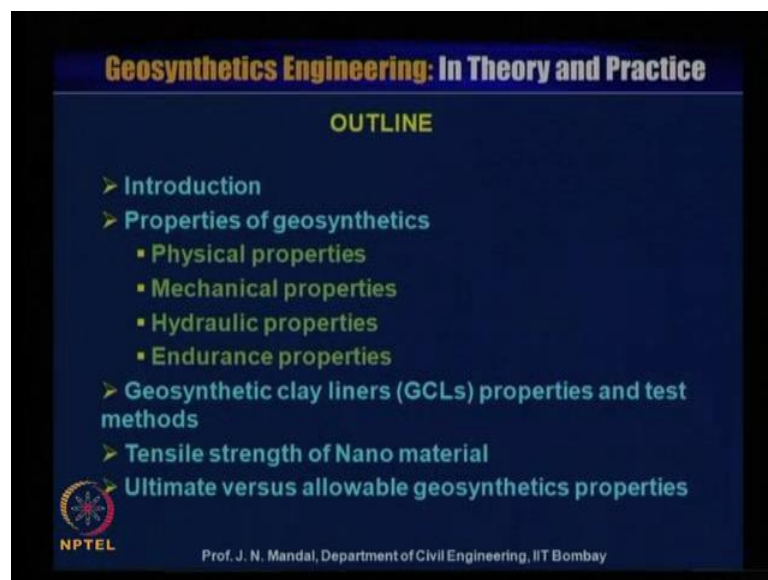 Geosynthetics Engineering: In Theory and Practice
OUTLINE
➢ Introduction
➢ Properties of geosynthetics
▪ Physical properties
▪ Mechanical properties
▪ Hydraulic properties
▪ Endurance properties
➢ Geosynthetic clay liners (GCLs) properties and test
methods
➢ Tensile strength of Nano material
➢ Ultimate versus allowable geosynthetics properties
NPTEL
Prof. J. N. Mandal, Department of Civil Engineering, IIT Bombay